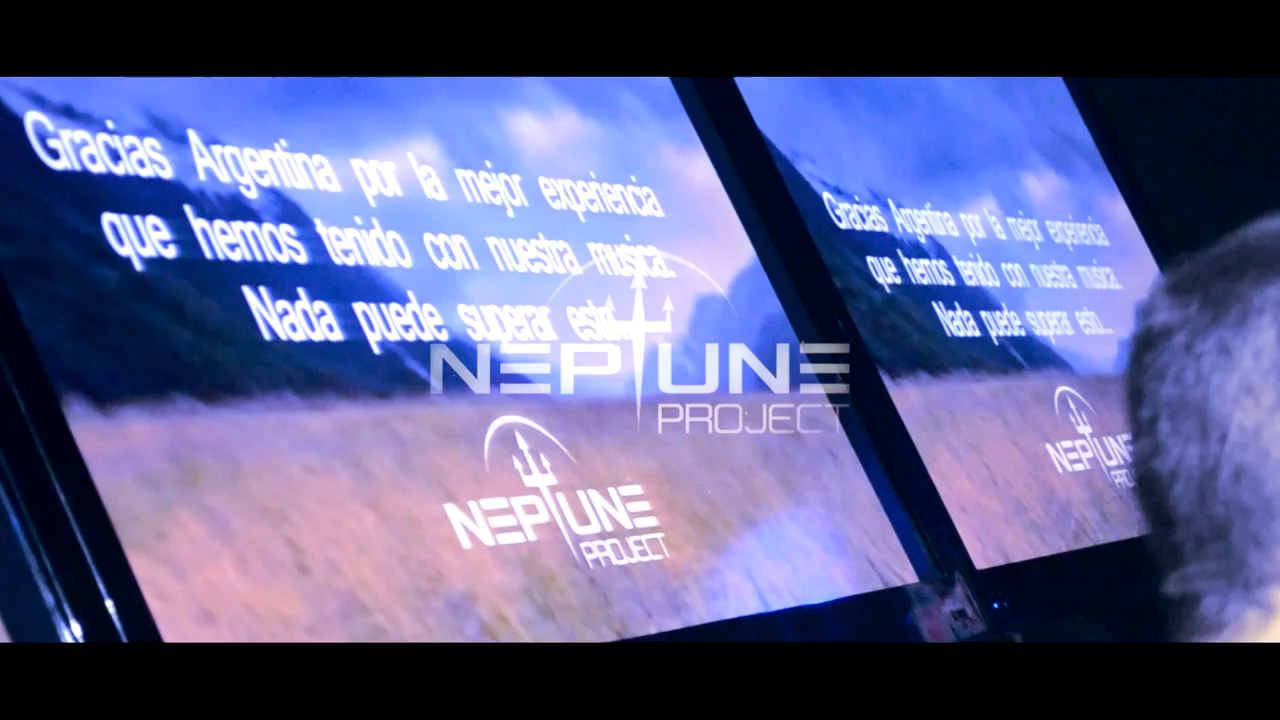 Gracias Argentina por la mejor experiencia
que hemos tenido con nuestra musica.
Nada puede superar esto...
NEPTUNE
PROJECT
NEPTUNE
PROJECT
Gracias Argentina por la mejor experiencia
que hemos tenido con nuestra musica.
Nada puede superar esto...
NEPTUNE